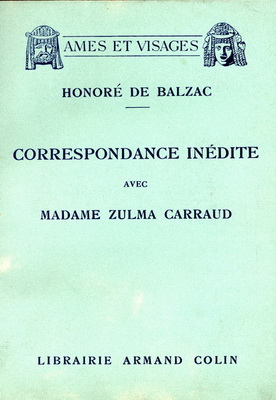 AMES ET VISAGES
HONORÉ DE BALZAC
CORRESPONDANCE INÉDITE
AVEC
MADAME ZULMA CARRAUD
LIBRAIRIE ARMAND COLIN